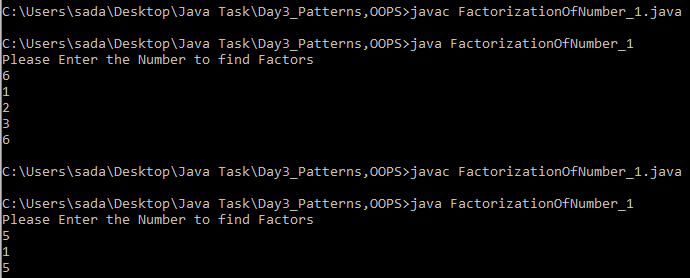 C:\Users\sada\Desktop\Java Task\Day3_Patterns,OOPS>javac FactorizationOfNumber_1.java
C:\Users\sada\Desktop\Java Task\Day3_Patterns,OOPS>java FactorizationOfNumber_1
Please Enter the Number to find Factors
6
1
2
3
6
C:\Users\sada\Desktop\Java Task\Day3_Patterns,OOPS>javac FactorizationOfNumber_1.java
C:\Users\sada\Desktop\Java Task\Day3_Patterns,OOPS>java FactorizationOfNumber_1
Please Enter the Number to find Factors
5
1
5